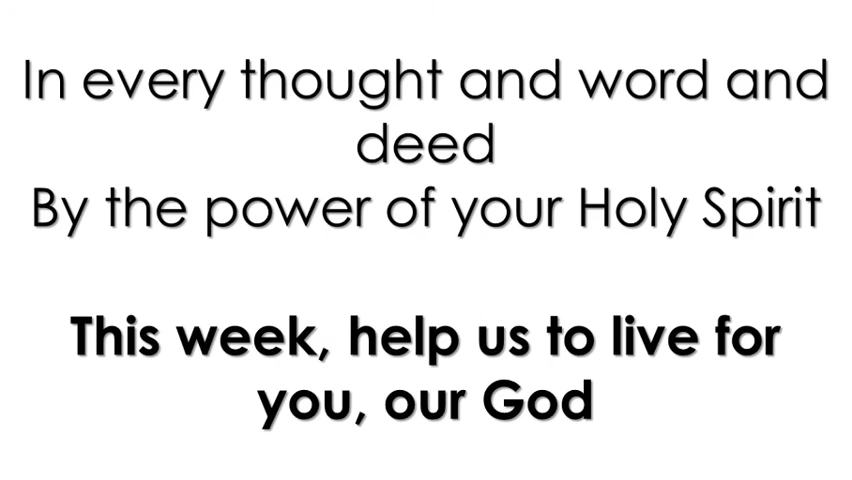 In every thought and word and
deed
By the power of your Holy Spirit
This week, help us to live for
you, our God